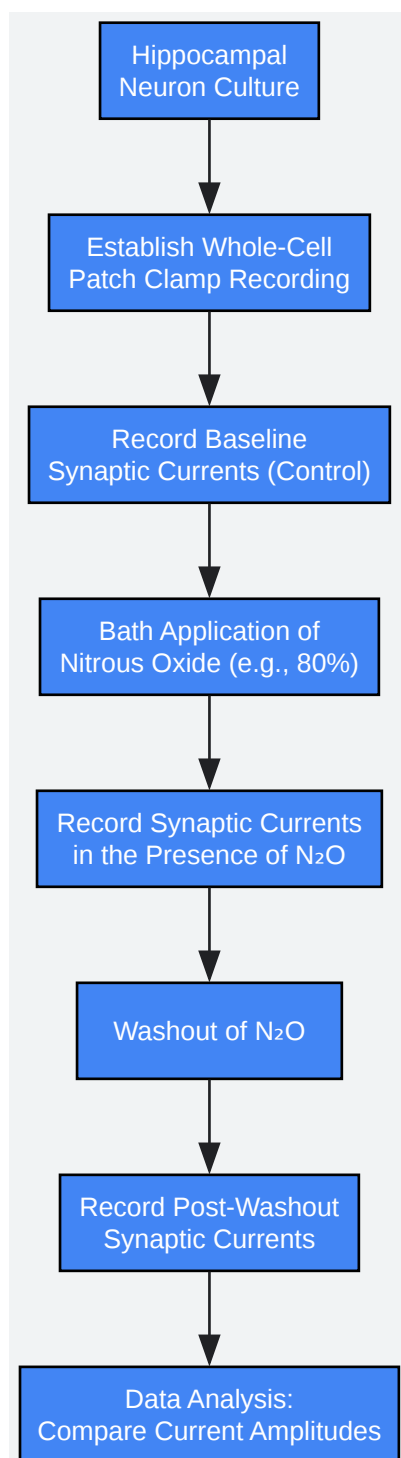 Hippocampal
Neuron Culture
Establish Whole-Cell
Patch Clamp Recording
Record Baseline
Synaptic Currents (Control)
Bath Application of
Nitrous Oxide (e.g., 80%)
Record Synaptic Currents
in the Presence of N₂O
Washout of N₂O
Record Post-Washout
Synaptic Currents
Data Analysis:
Compare Current Amplitudes